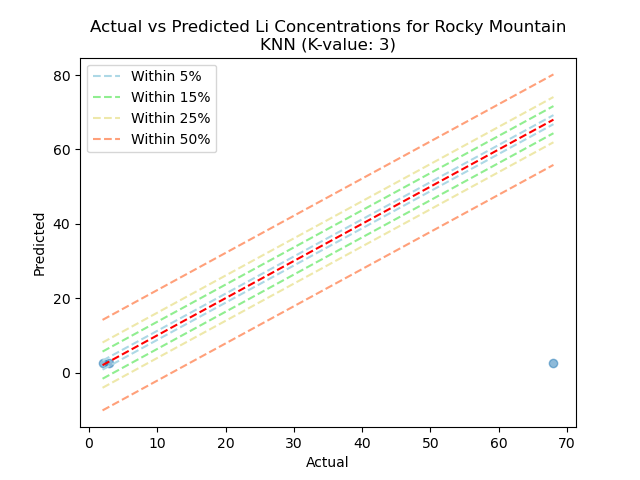 Actual vs Predicted Li Concentrations for Rocky Mountain
KNN (K-value: 3)
Within 5%
Within 15%
Within 25%
Within 50%
80
60
40
20
0
Predicted
0 10 20 30 40 50 60 70
Actual